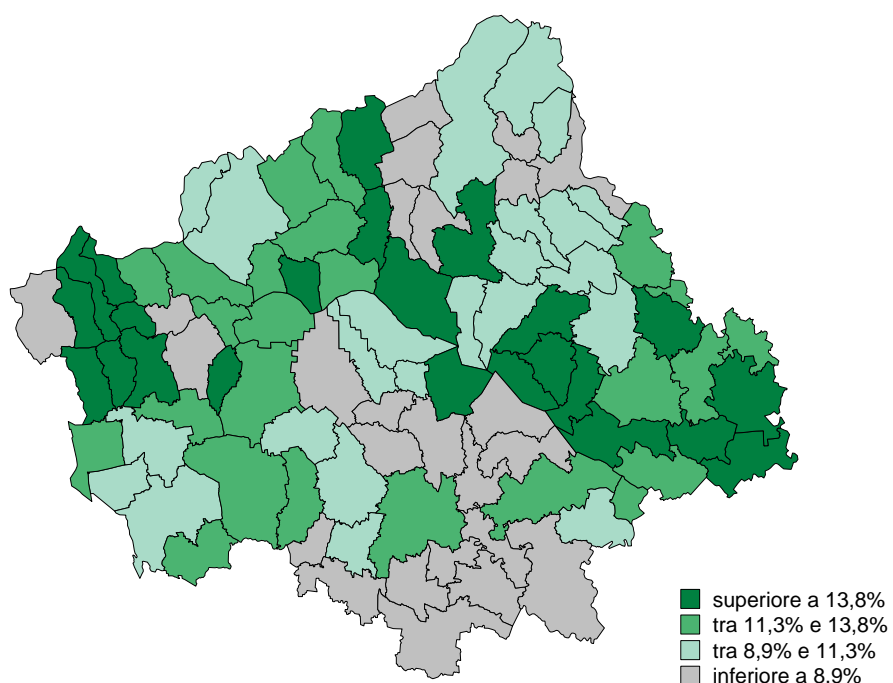 superiore a 13,8%
tra 11,3% e 13,8%
tra 8,9% e 11,3%
inferiore a 8,9%